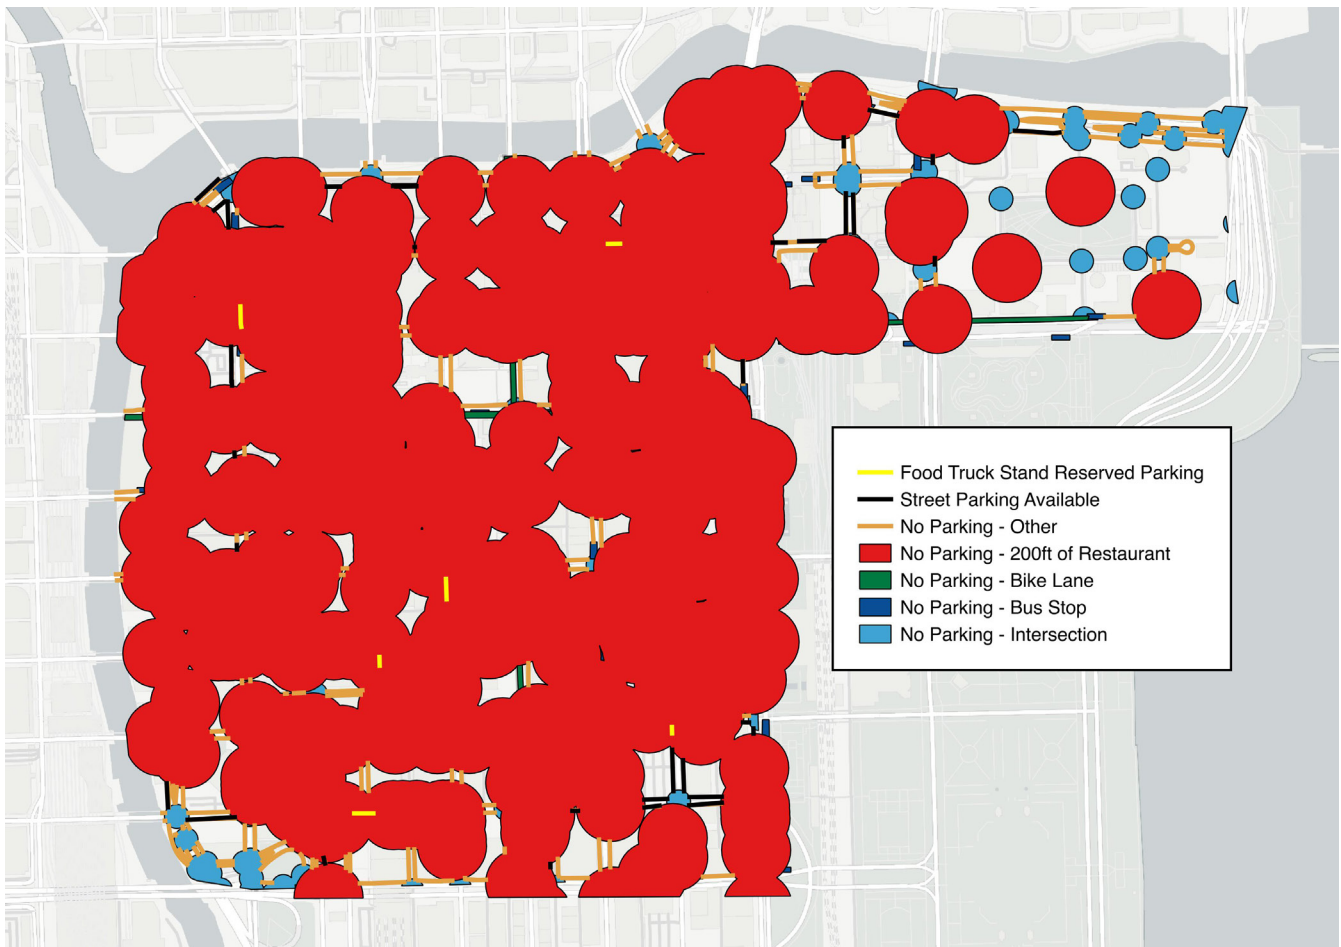 Food Truck Stand Reserved Parking
Street Parking Available
No Parking - Other
No Parking - 200ft of Restaurant
No Parking - Bike Lane
No Parking - Bus Stop
No Parking - Intersection